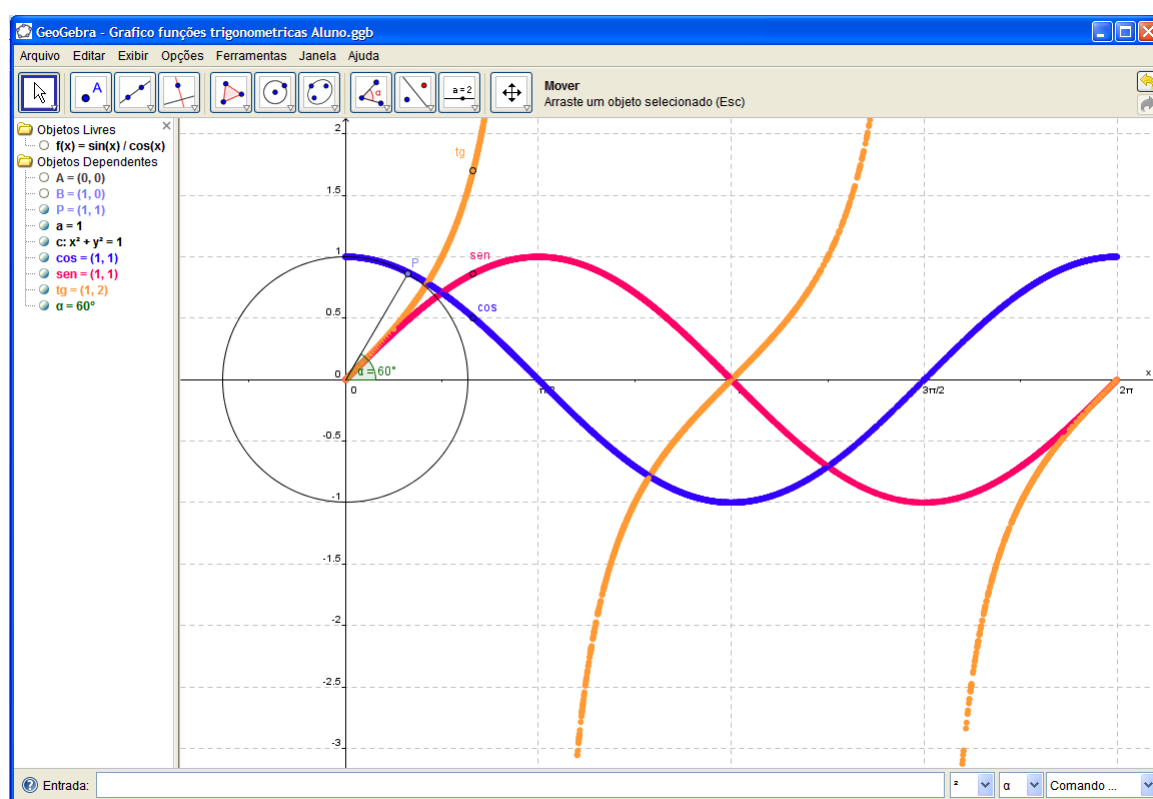 GeoGebra - Grafico funções trigonometricas Aluno.ggb
Arquivo Editar Exibir Opções Ferramentas Janela Ajuda
A
α
a = 2
Mover
Arraste um objeto selecionado (Esc)
Objetos Livres
f(x) = sin(x) / cos(x)
Objetos Dependentes
A = (0, 0)
B = (1, 0)
P = (1, 1)
a = 1
c: x² + y² = 1
cos = (1, 1)
sen = (1, 1)
tg = (1, 2)
α = 60°
2
tg
1.5
1
P
sen
0.5
cos
0
α = 60°
x
0
π/2
3π/2
2π
-0.5
-1
-1.5
-2
-2.5
-3
Entrada:
²
α
Comando ...